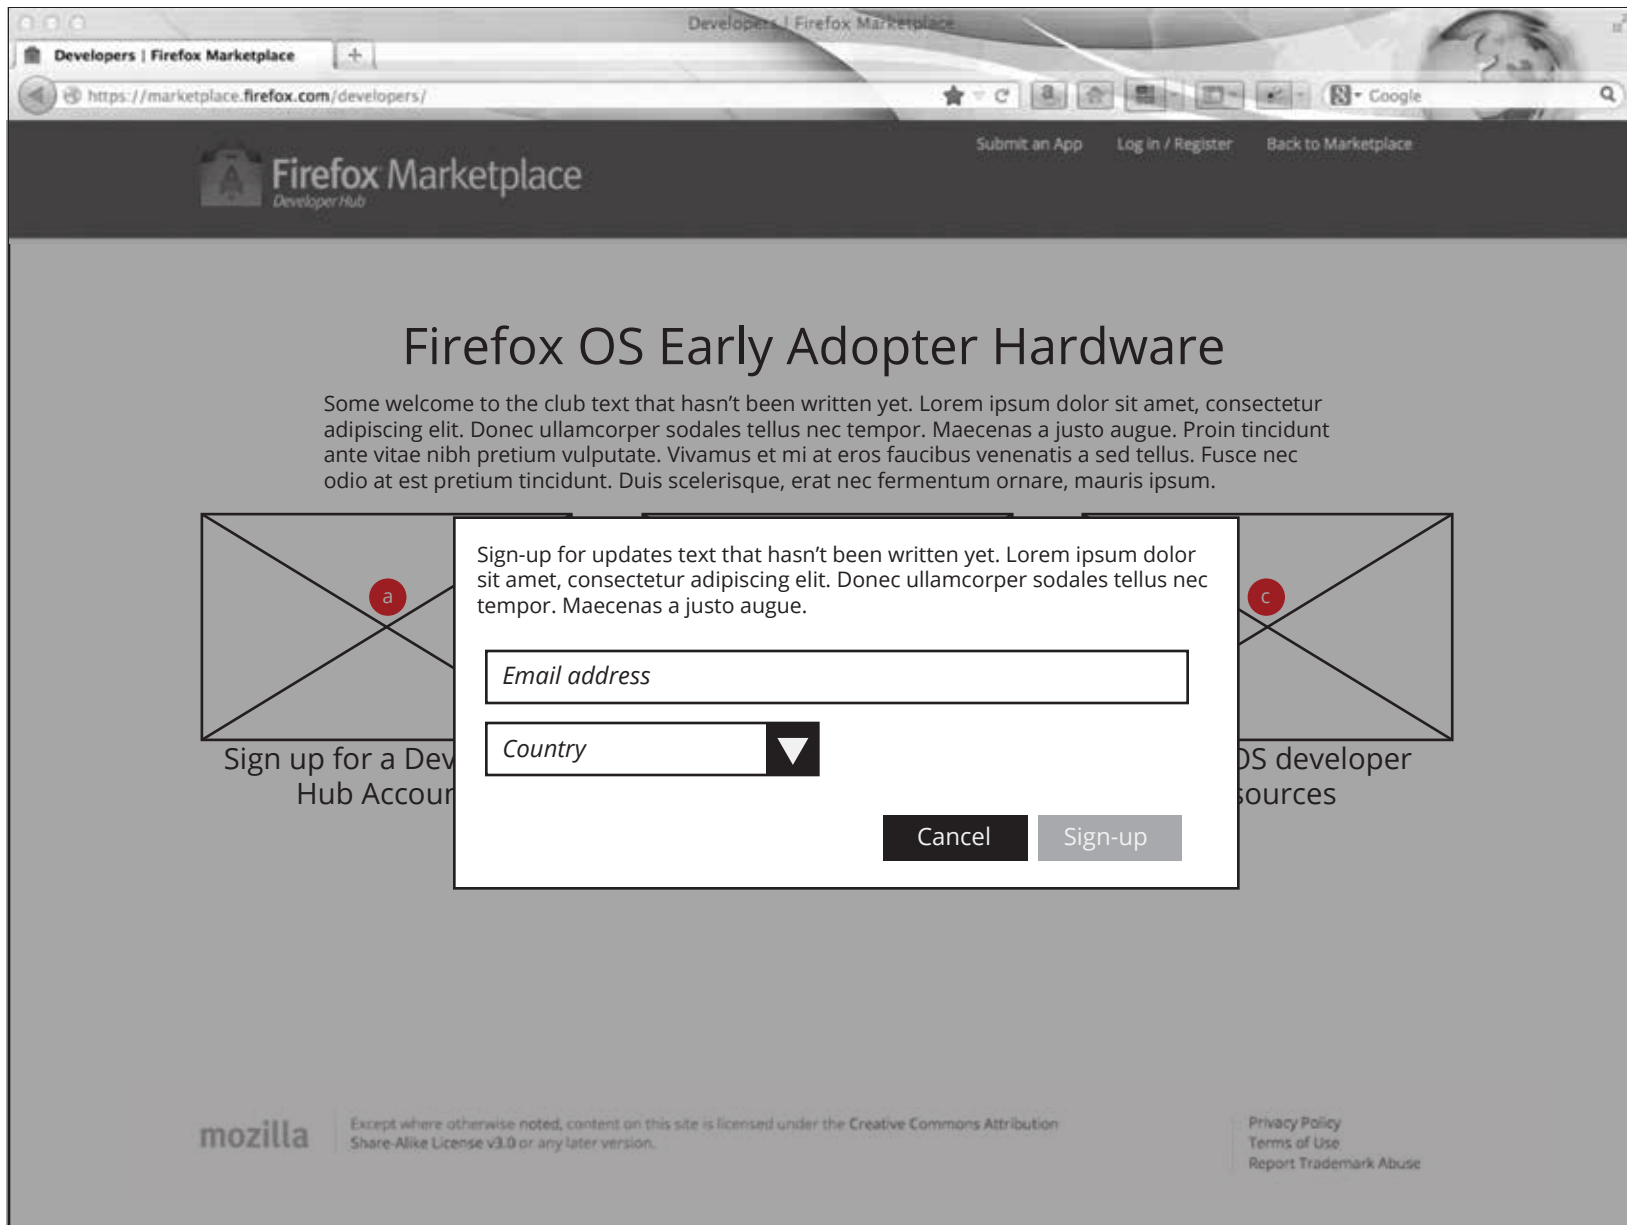 Developers | Firefox Marketplace
Developers | Firefox Marketplace
https://marketplace.firefox.com/developers/
Google
Submit an App Log in / Register Back to Marketplace
Firefox Marketplace
Developer Hub
Firefox OS Early Adopter Hardware
Some welcome to the club text that hasn’t been written yet. Lorem ipsum dolor sit amet, consectetur
adipiscing elit. Donec ullamcorper sodales tellus nec tempor. Maecenas a justo augue. Proin tincidunt
ante vitae nibh pretium vulputate. Vivamus et mi at eros faucibus venenatis a sed tellus. Fusce nec
odio at est pretium tincidunt. Duis scelerisque, erat nec fermentum ornare, mauris ipsum.
Sign-up for updates text that hasn’t been written yet. Lorem ipsum dolor
sit amet, consectetur adipiscing elit. Donec ullamcorper sodales tellus nec
tempor. Maecenas a justo augue.
a
c
Email address
Country
Cancel Sign-up
Sign up for a Dev
Hub Accoun
OS developer
sources
mozilla
Except where otherwise noted, content on this site is licensed under the Creative Commons Attribution
Share-Alike License v3.0 or any later version.
Privacy Policy
Terms of Use
Report Trademark Abuse